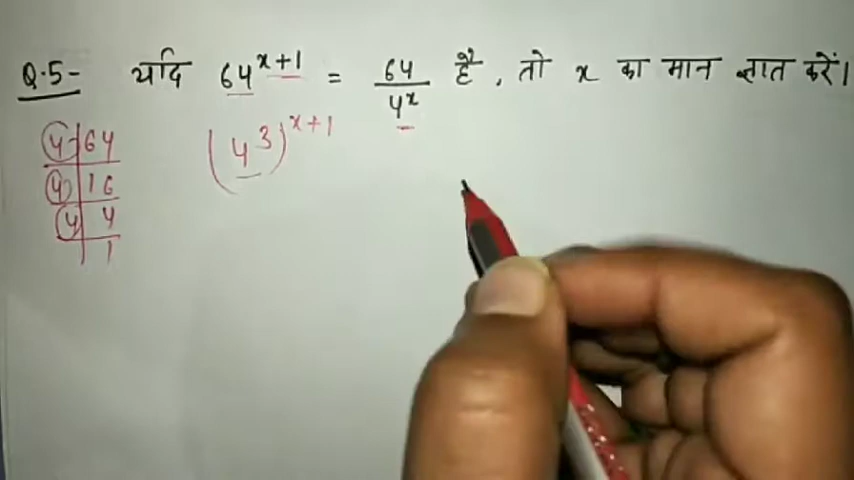 Q.5- यदि 64^(x+1) = 64/4^x है, तो x का मान ज्ञात करें।
4 64
4 16
4 4
1
(4^3)^(x+1)